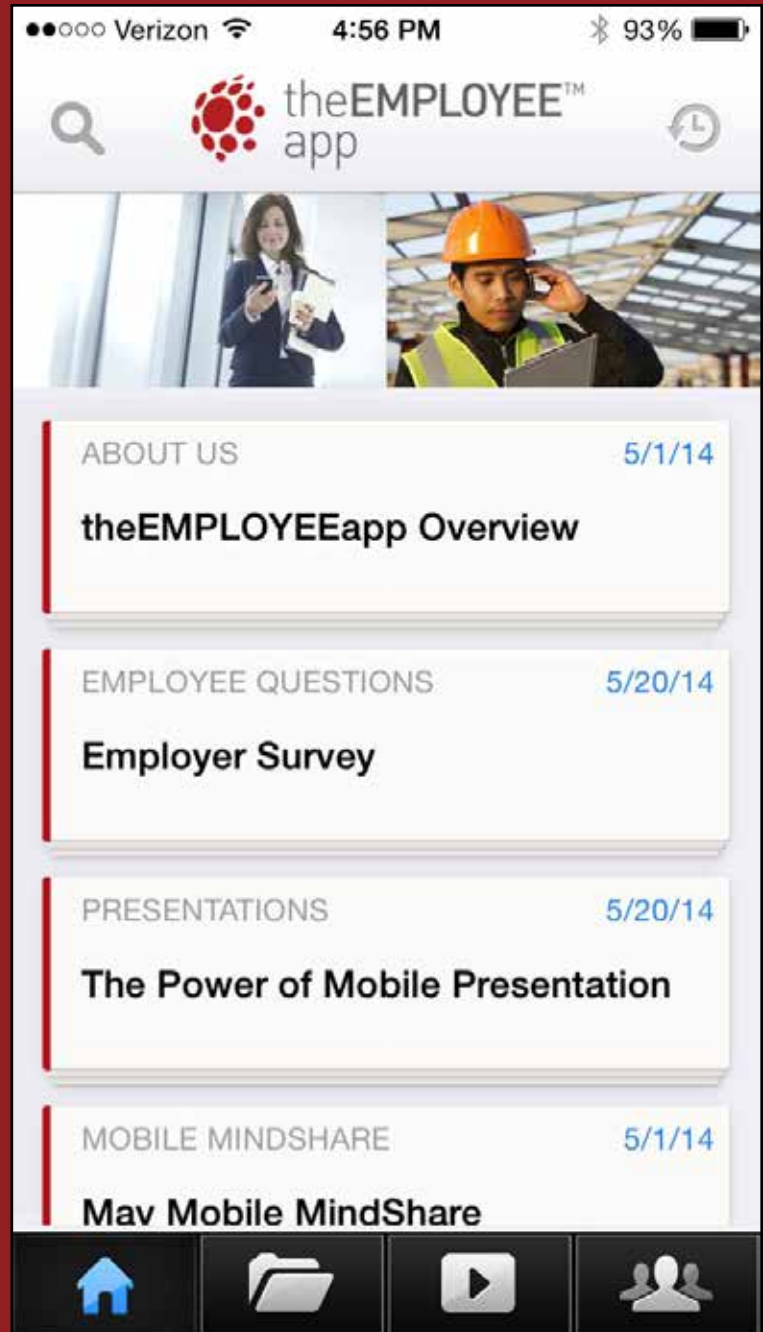 Verizon 4:56 PM 93%
theEMPLOYEE™
app
ABOUT US 5/1/14
theEMPLOYEEapp Overview
EMPLOYEE QUESTIONS 5/20/14
Employer Survey
PRESENTATIONS 5/20/14
The Power of Mobile Presentation
MOBILE MINDSHARE 5/1/14
May Mobile MindShare